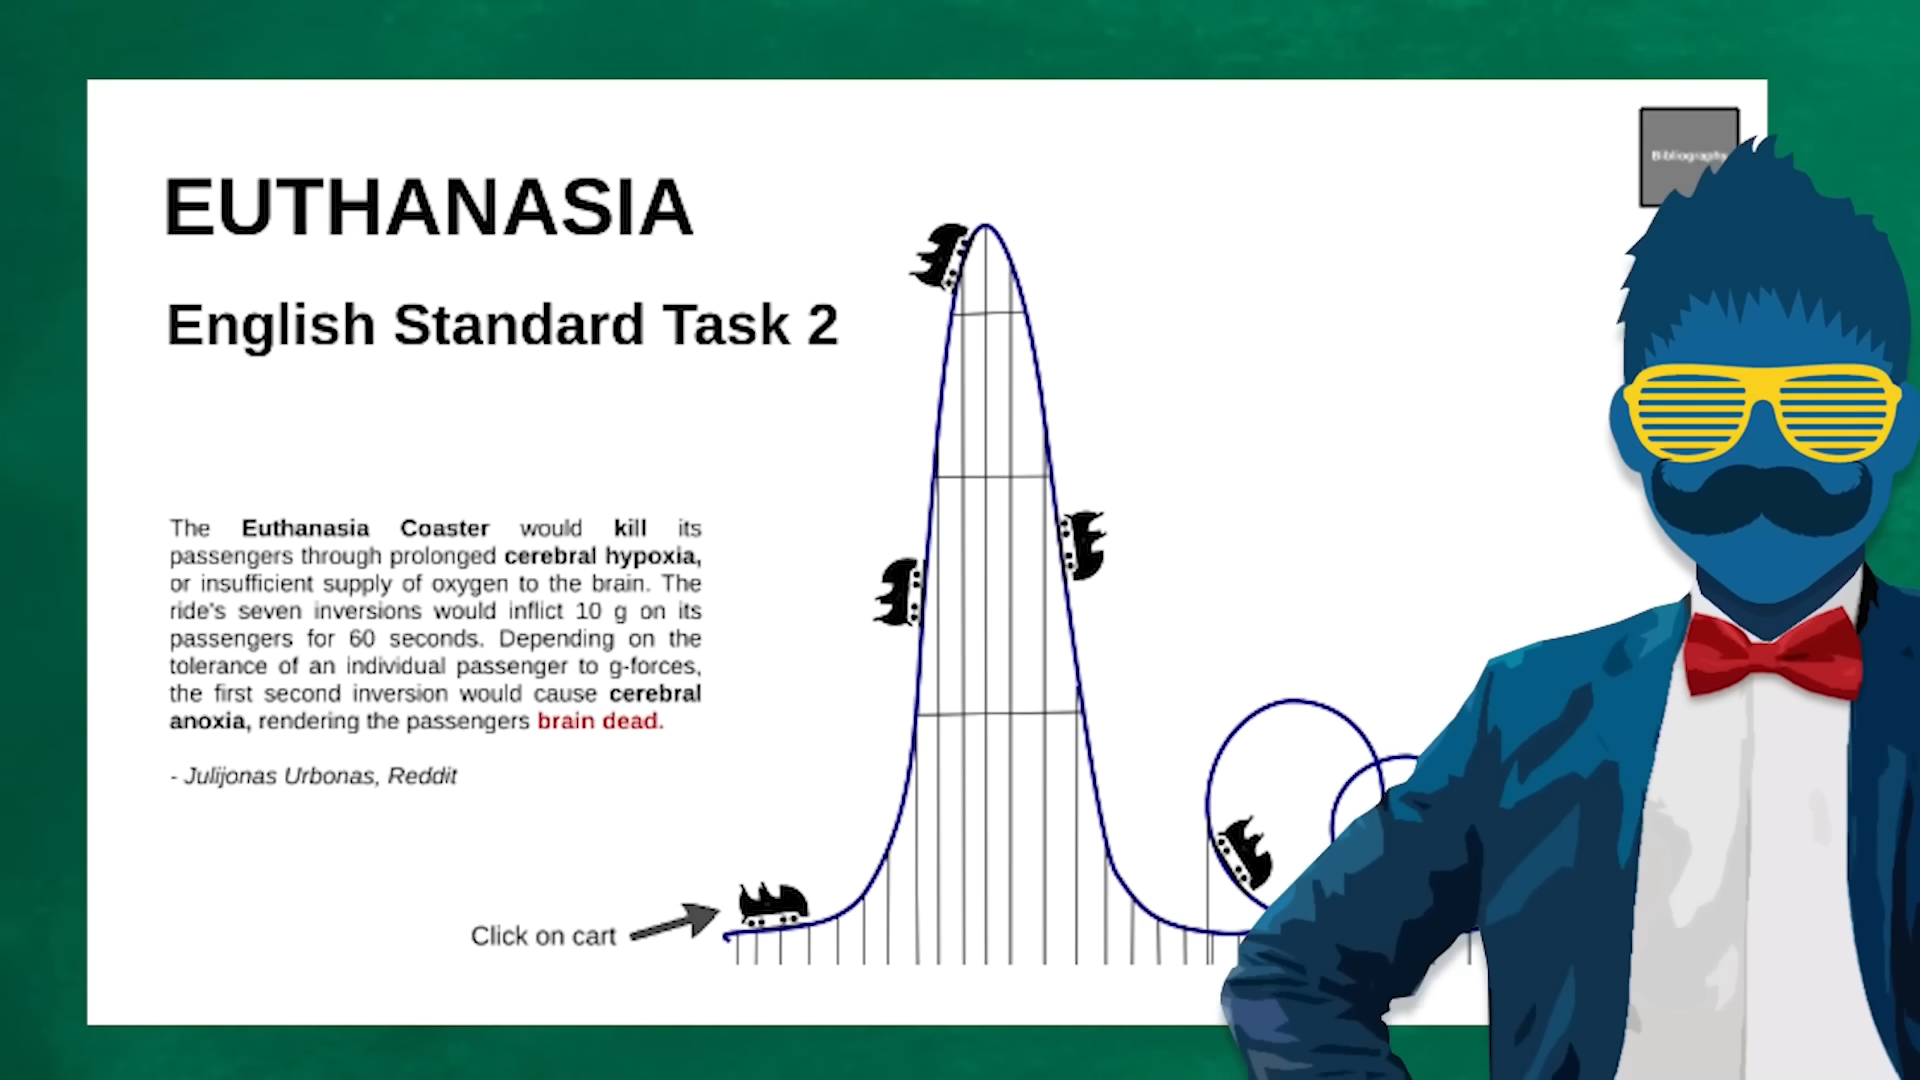 Bibliography
EUTHANASIA
English Standard Task 2
The Euthanasia Coaster would kill its
passengers through prolonged cerebral hypoxia,
or insufficient supply of oxygen to the brain. The
ride's seven inversions would inflict 10 g on its
passengers for 60 seconds. Depending on the
tolerance of an individual passenger to g-forces,
the first second inversion would cause cerebral
anoxia, rendering the passengers brain dead.
- Julijonas Urbonas, Reddit
Click on cart